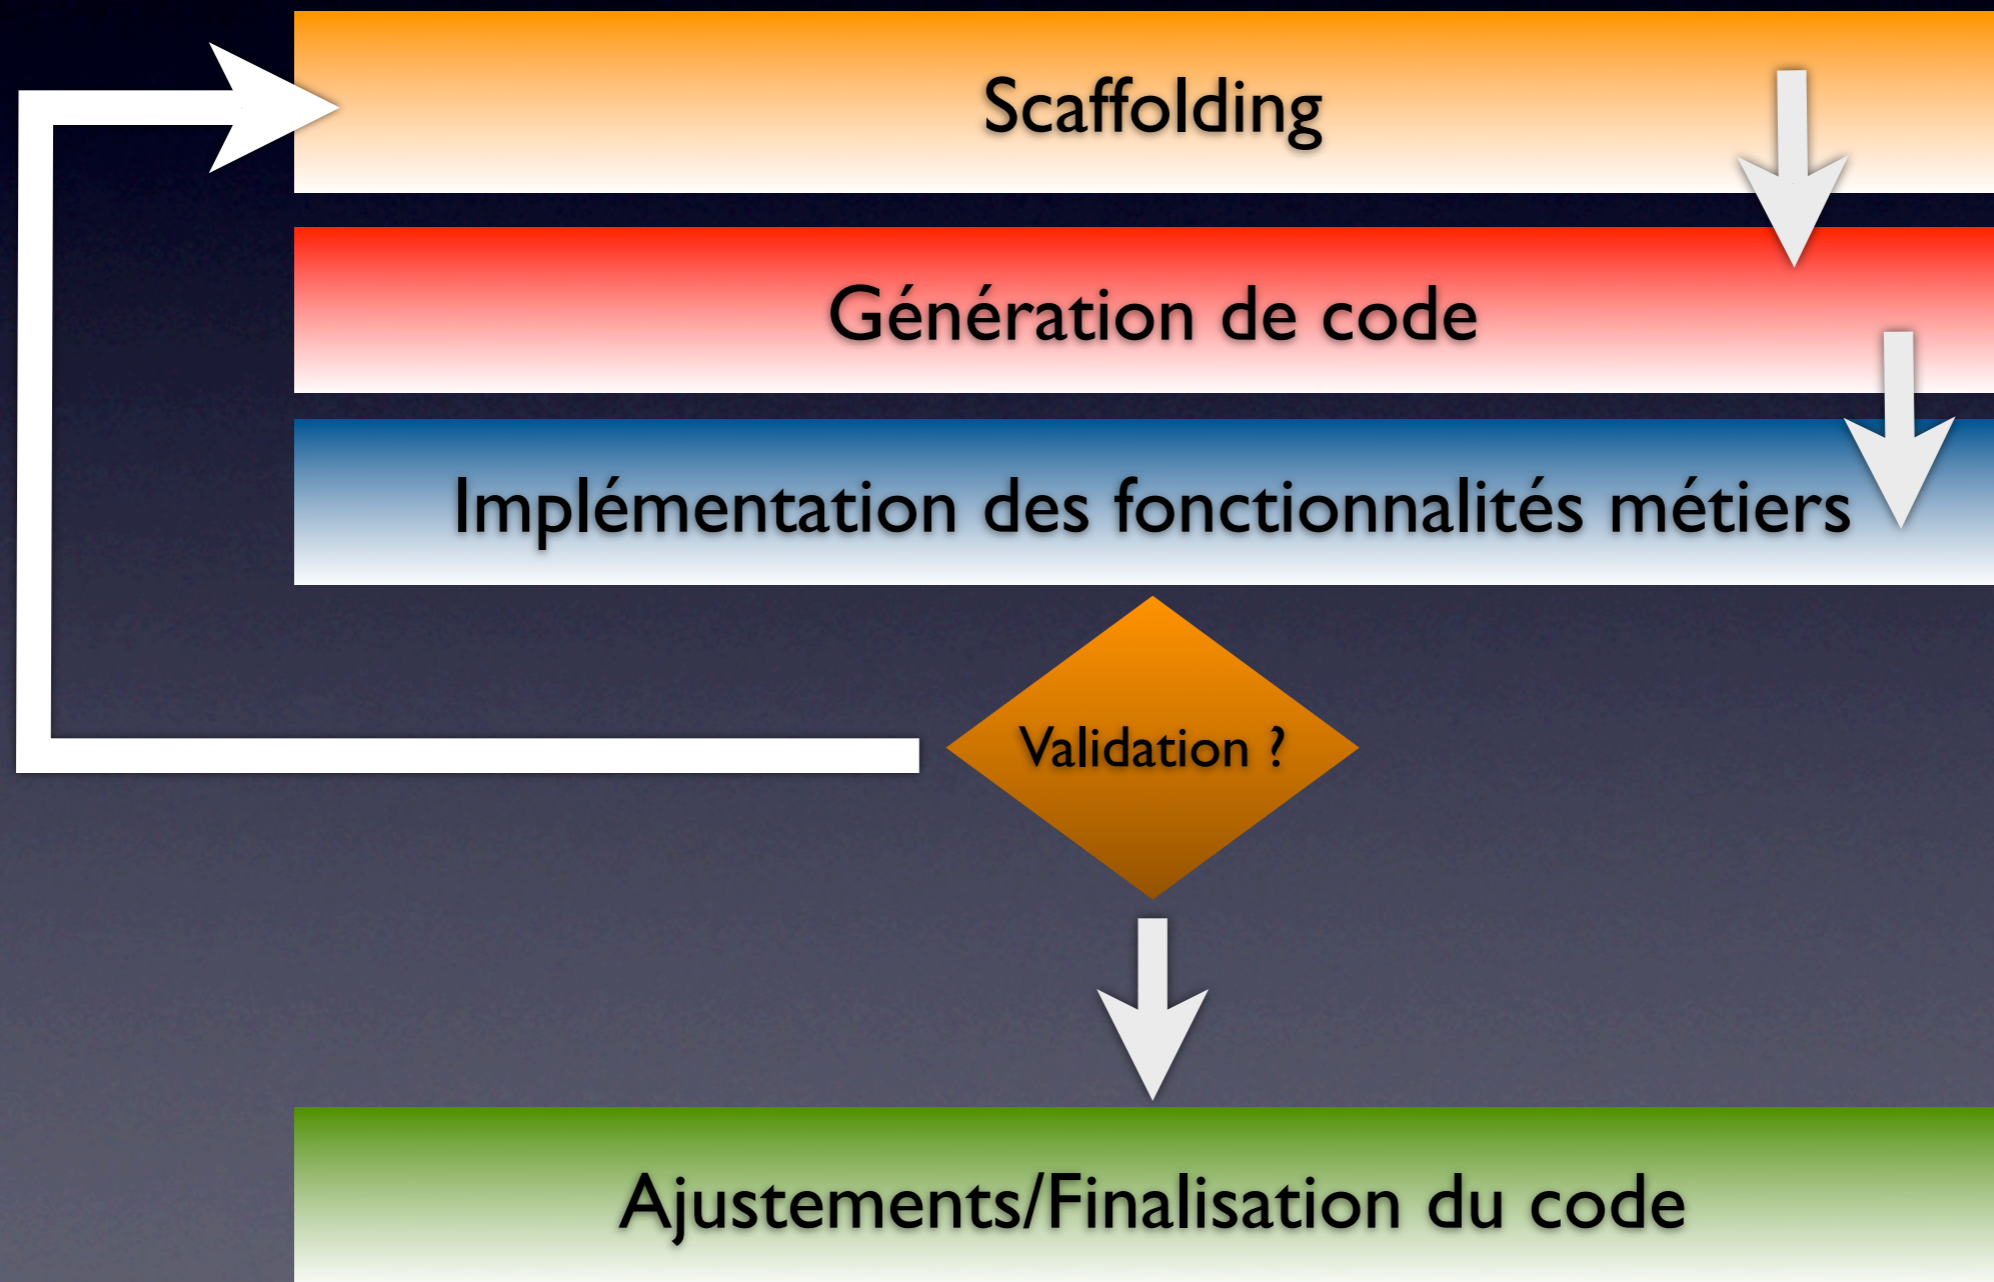 Scaffolding
Génération de code
Implémentation des fonctionnalités métiers
Validation ?
Ajustements/Finalisation du code